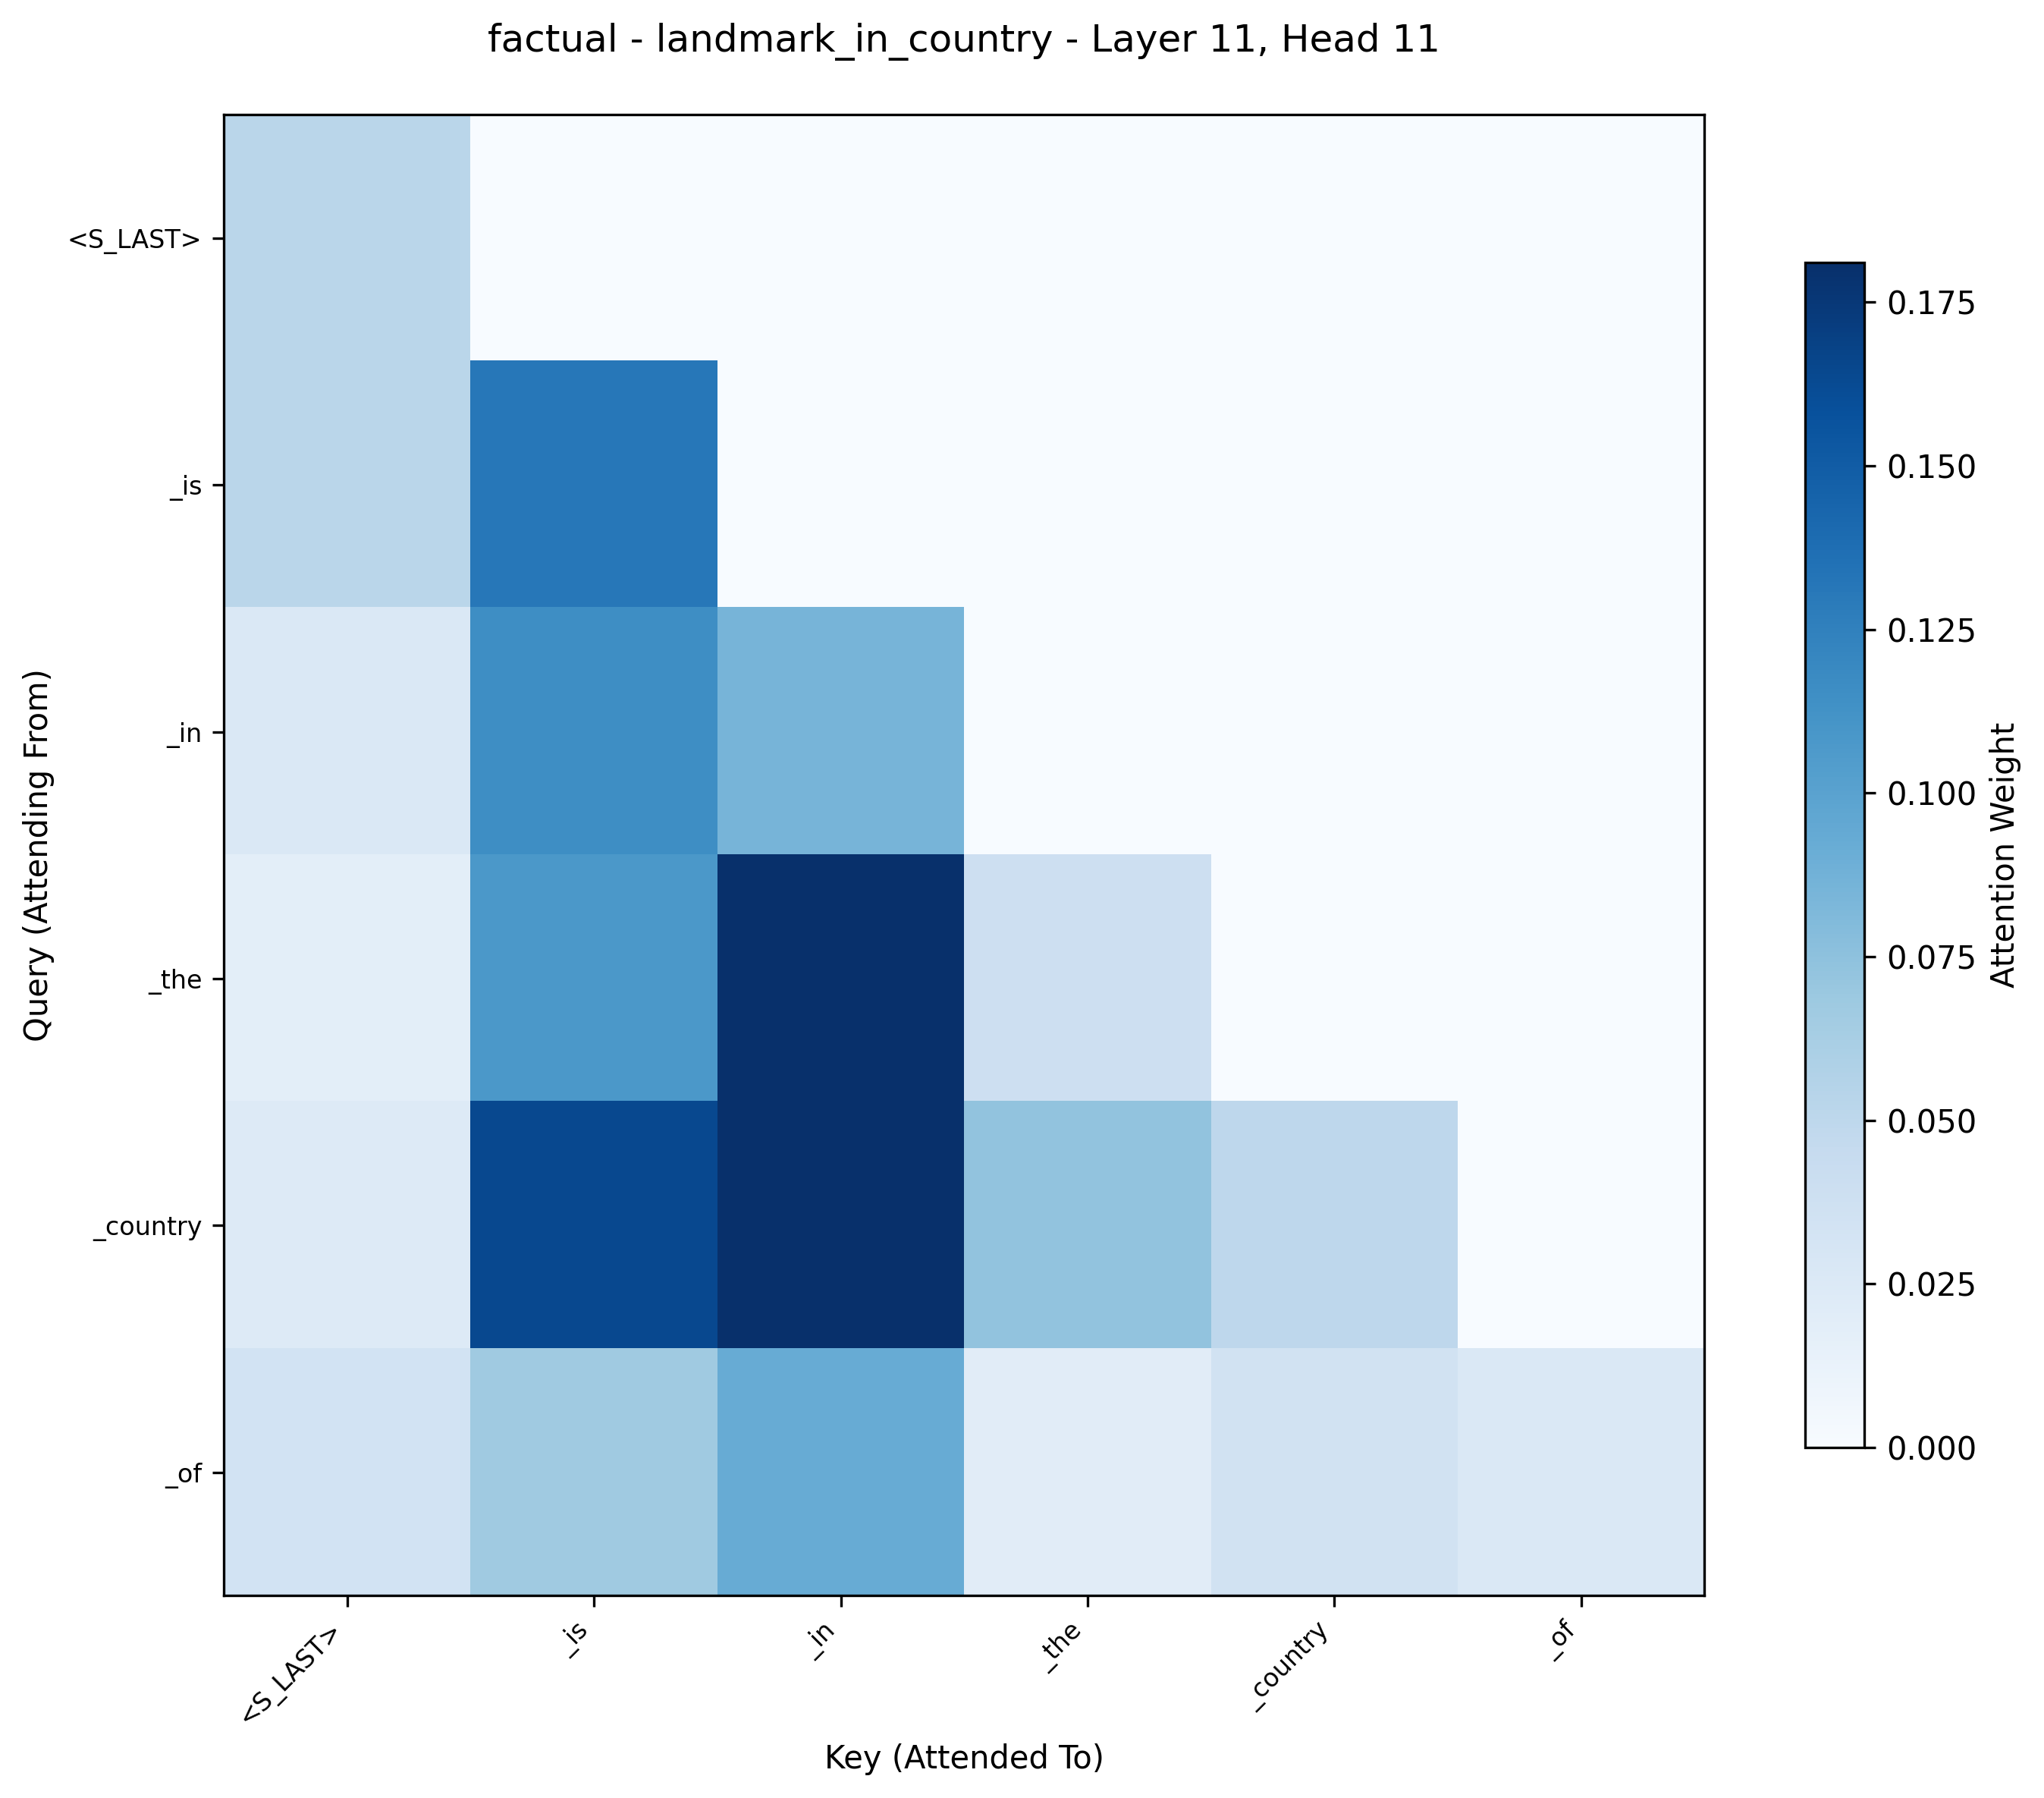 factual - landmark_in_country - Layer 11, Head 11
Query (Attending From)
<S_LAST>
_is
_in
_the
_country
_of
<S_LAST>
_is
_in
_the
_country
_of
Key (Attended To)
0.175
0.150
0.125
0.100
0.075
0.050
0.025
0.000
Attention Weight